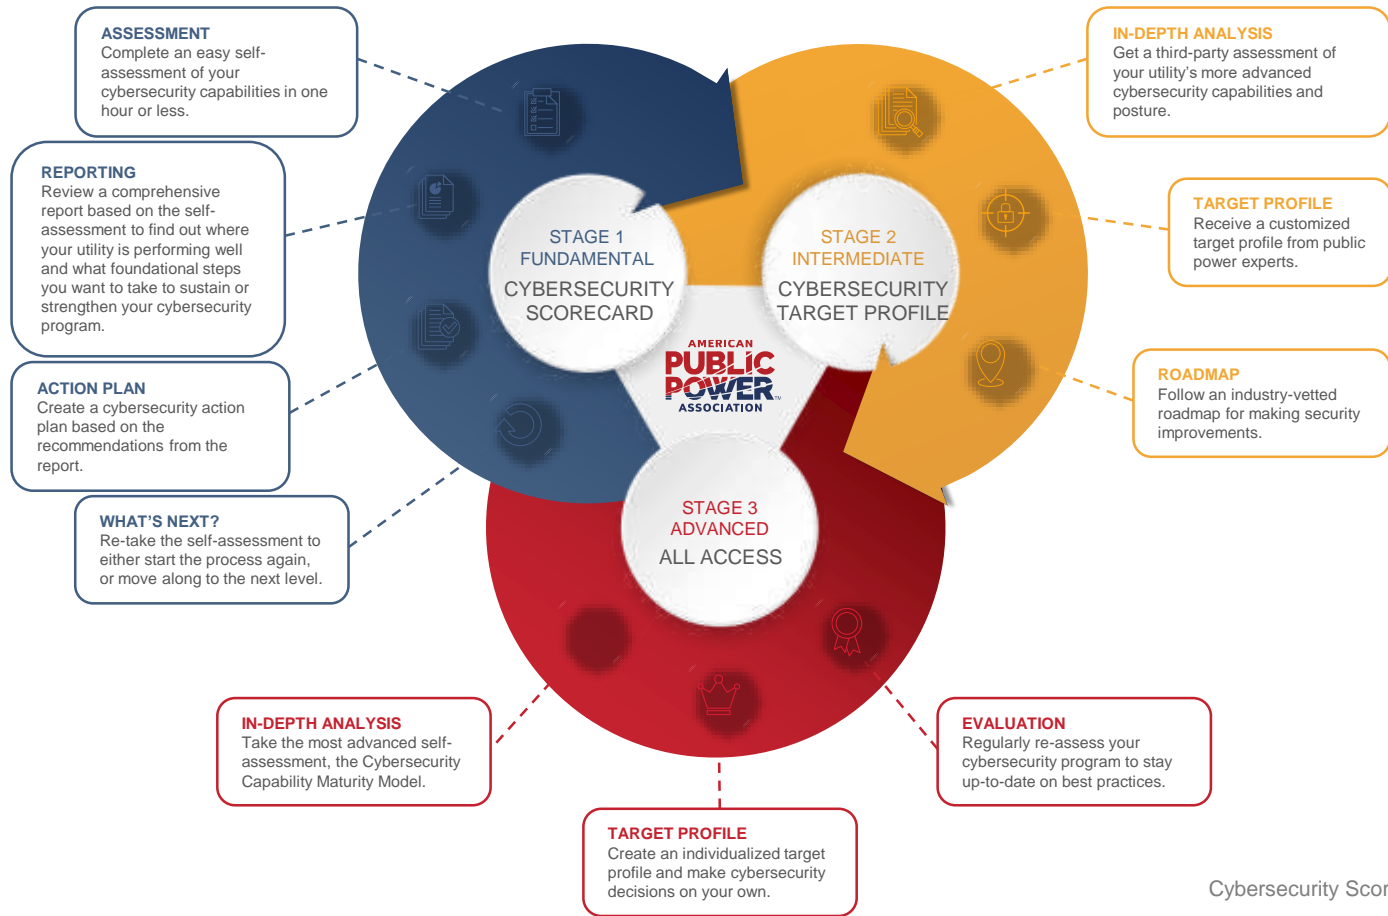 ASSESSMENT
Complete an easy self-
assessment of your
cybersecurity capabilities in one
hour or less.
REPORTING
Review a comprehensive
report based on the self-
assessment to find out where
your utility is performing well
and what foundational steps
you want to take to sustain or
strengthen your cybersecurity
program.
ACTION PLAN
Create a cybersecurity action
plan based on the
recommendations from the
report.
WHAT'S NEXT?
Re-take the self-assessment to
either start the process again,
or move along to the next level.
STAGE 1
FUNDAMENTAL
CYBERSECURITY
SCORECARD
STAGE 2
INTERMEDIATE
CYBERSECURITY
TARGET PROFILE
AMERICAN
PUBLIC
POWER™
ASSOCIATION
STAGE 3
ADVANCED
ALL ACCESS
IN-DEPTH ANALYSIS
Get a third-party assessment of
your utility's more advanced
cybersecurity capabilities and
posture.
TARGET PROFILE
Receive a customized
target profile from public
power experts.
ROADMAP
Follow an industry-vetted
roadmap for making security
improvements.
IN-DEPTH ANALYSIS
Take the most advanced self-
assessment, the Cybersecurity
Capability Maturity Model.
TARGET PROFILE
Create an individualized target
profile and make cybersecurity
decisions on your own.
EVALUATION
Regularly re-assess your
cybersecurity program to stay
up-to-date on best practices.
Cybersecurity Scor